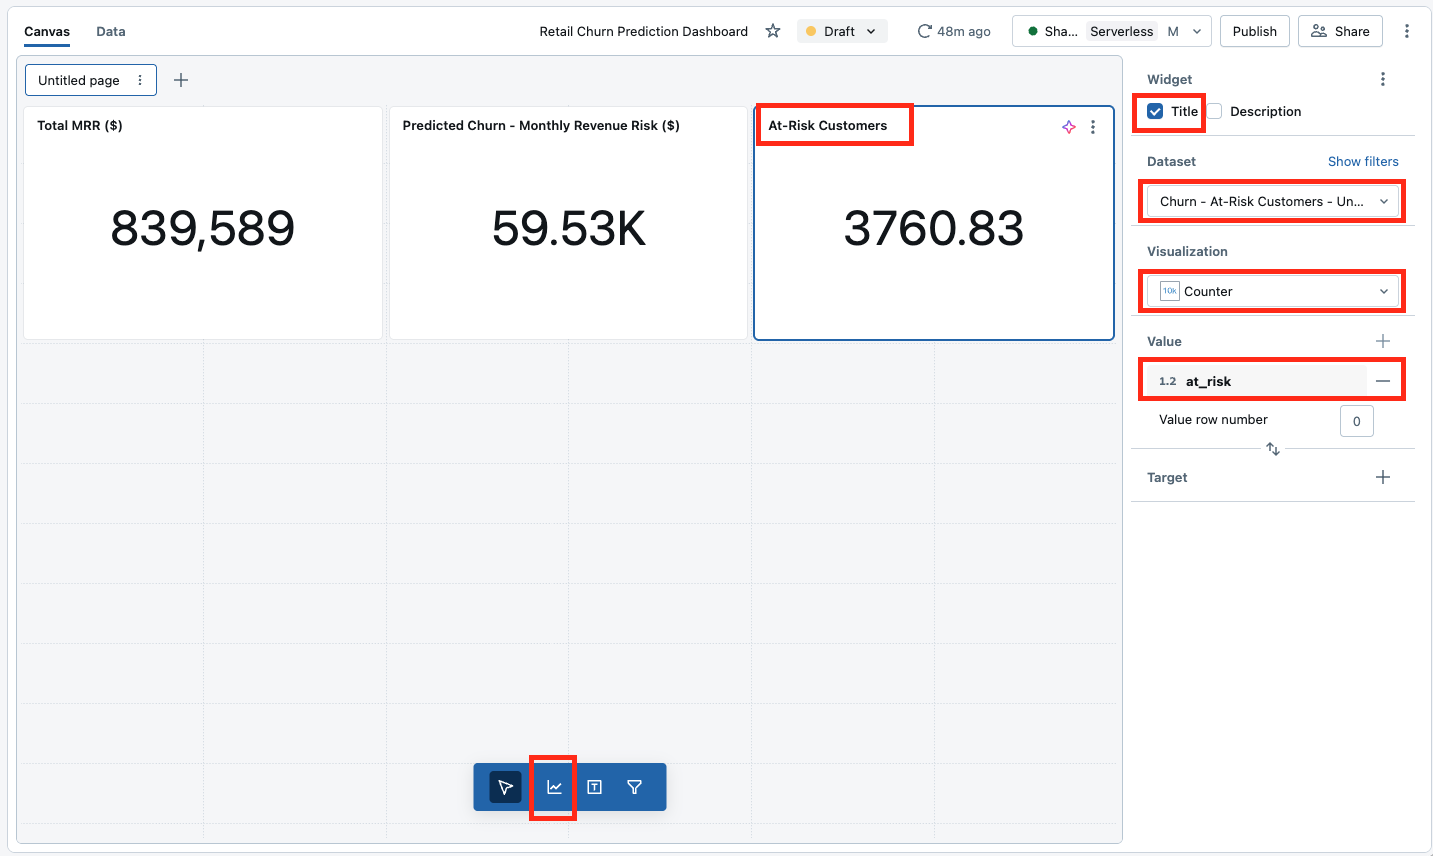 Canvas
Data
Retail Churn Prediction Dashboard
Draft
48m ago
Sha...
Serverless
M
Publish
Share
Untitled page
Total MRR ($)
839,589
Predicted Churn - Monthly Revenue Risk ($)
59.53K
At-Risk Customers
3760.83
Widget
Title
Description
Dataset
Show filters
Churn - At-Risk Customers - Un...
Visualization
10k Counter
Value
1.2 at_risk
Value row number
0
Target
T